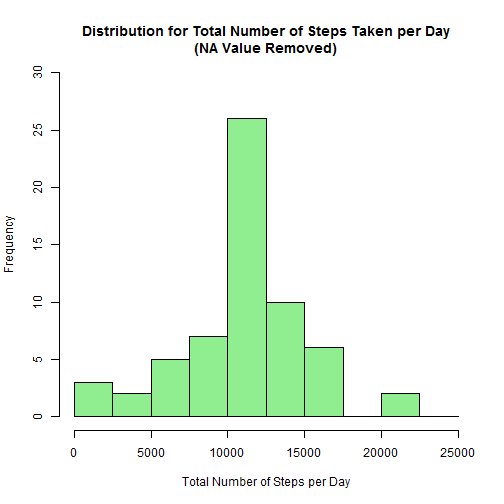 Distribution for Total Number of Steps Taken per Day
(NA Value Removed)
30
25
20
15
10
5
0
Frequency
0 5000 10000 15000 20000 25000
Total Number of Steps per Day